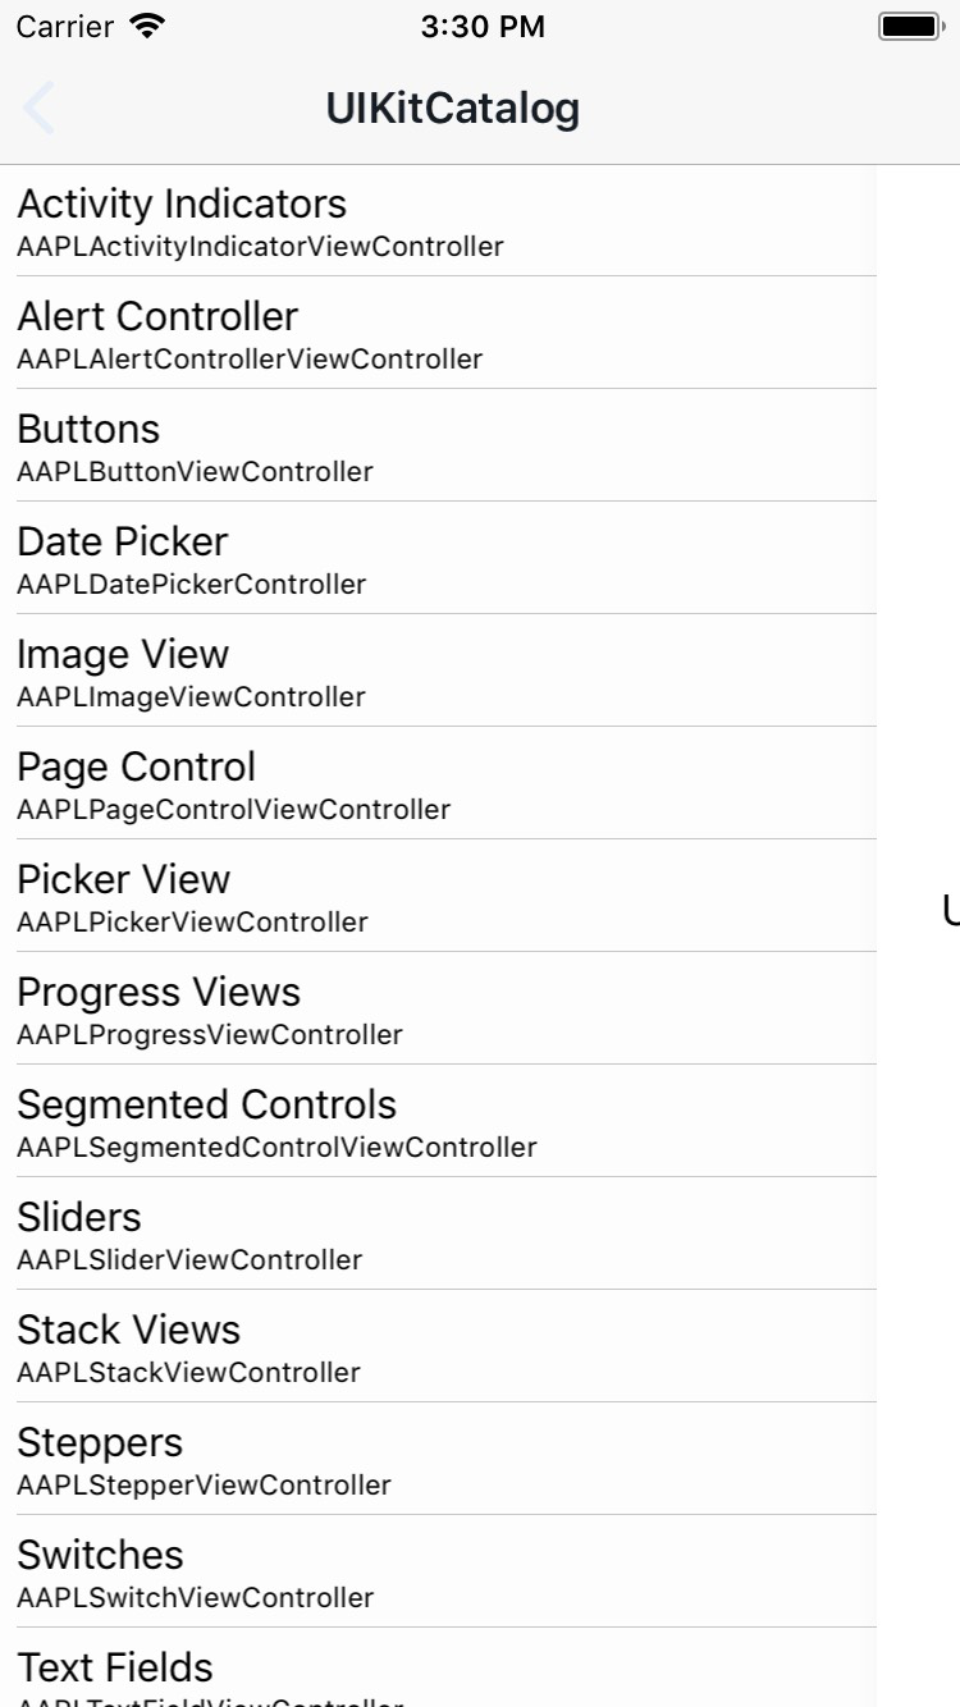 Carrier 3:30 PM
UIKitCatalog
Activity Indicators
AAPLActivityIndicatorViewController
Alert Controller
AAPLAlertControllerViewController
Buttons
AAPLButtonViewController
Date Picker
AAPLDatePickerController
Image View
AAPLImageViewController
Page Control
AAPLPageControlViewController
Picker View
AAPLPickerViewController
U
Progress Views
AAPLProgressViewController
Segmented Controls
AAPLSegmentedControlViewController
Sliders
AAPLSliderViewController
Stack Views
AAPLStackViewController
Steppers
AAPLStepperViewController
Switches
AAPLSwitchViewController
Text Fields
AAPLTextFieldViewController